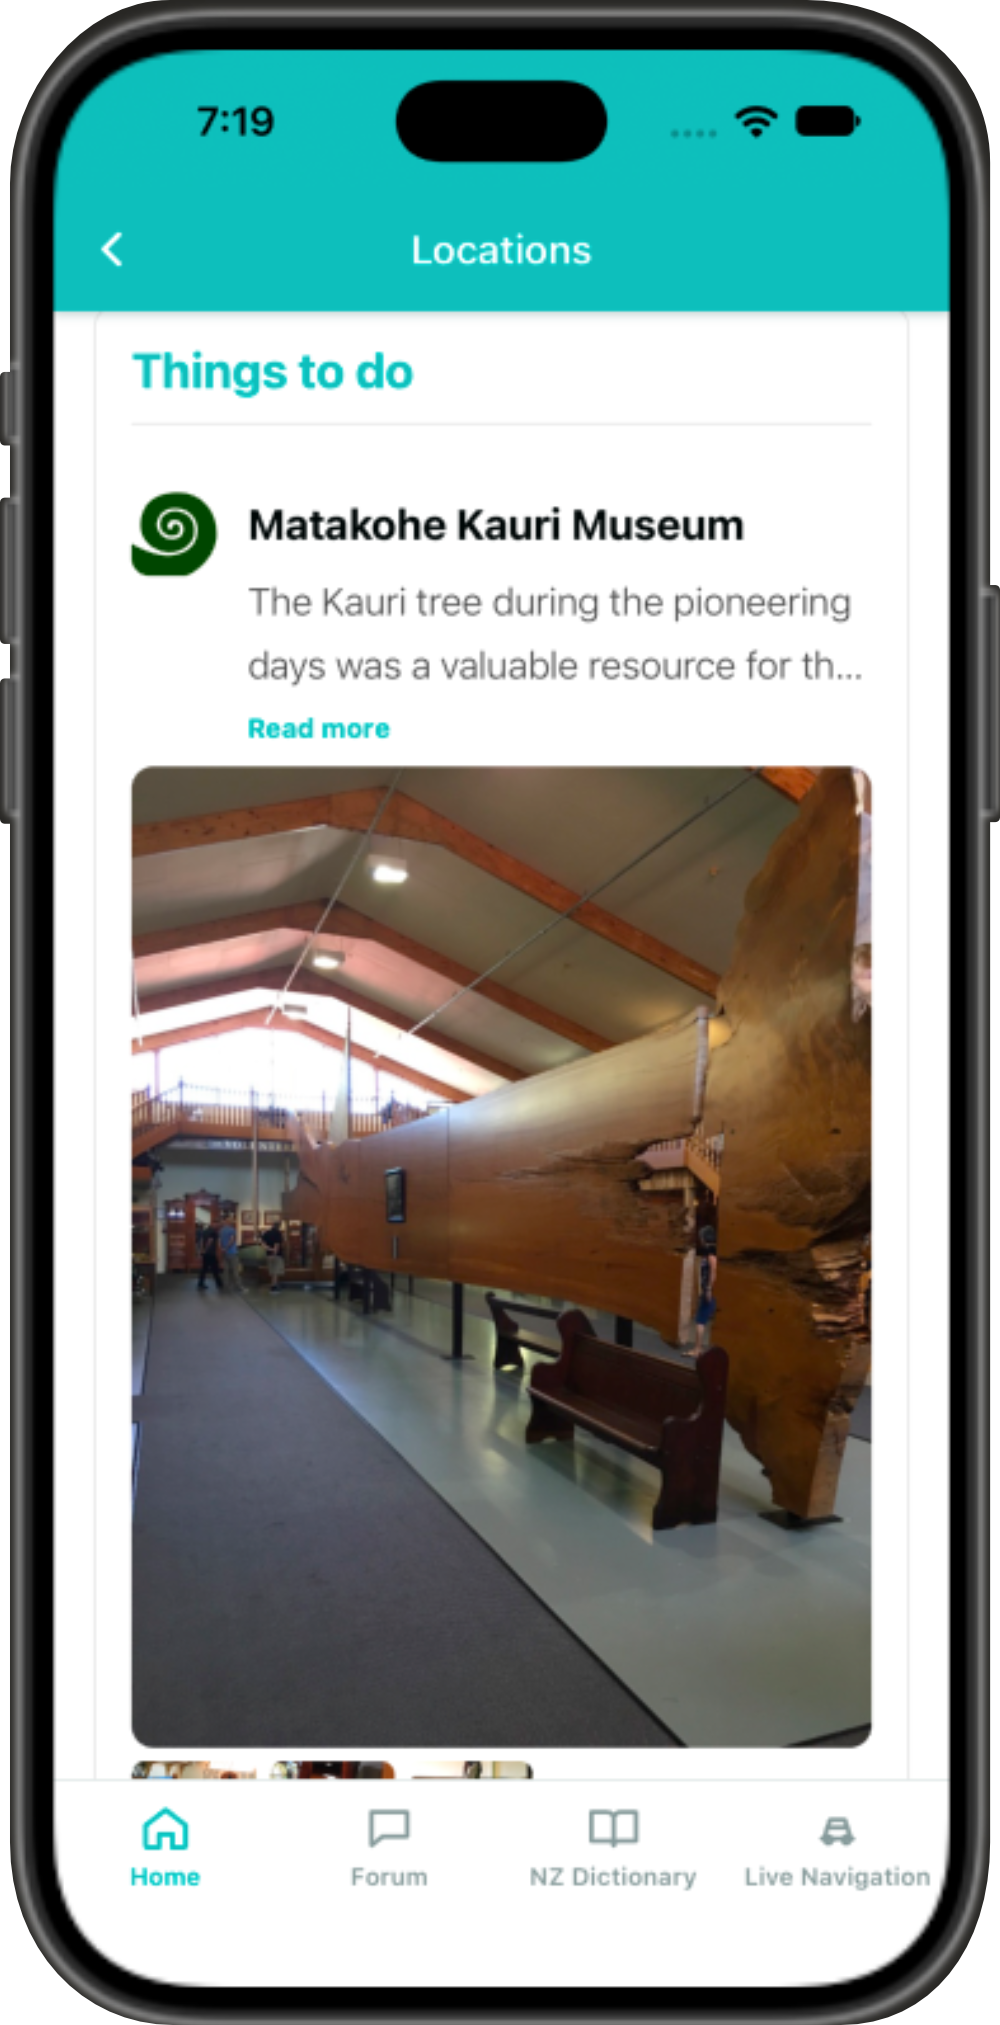 7:19
Locations
Things to do
Matakohe Kauri Museum
The Kauri tree during the pioneering
days was a valuable resource for th...
Read more
Home
Forum
NZ Dictionary
Live Navigation